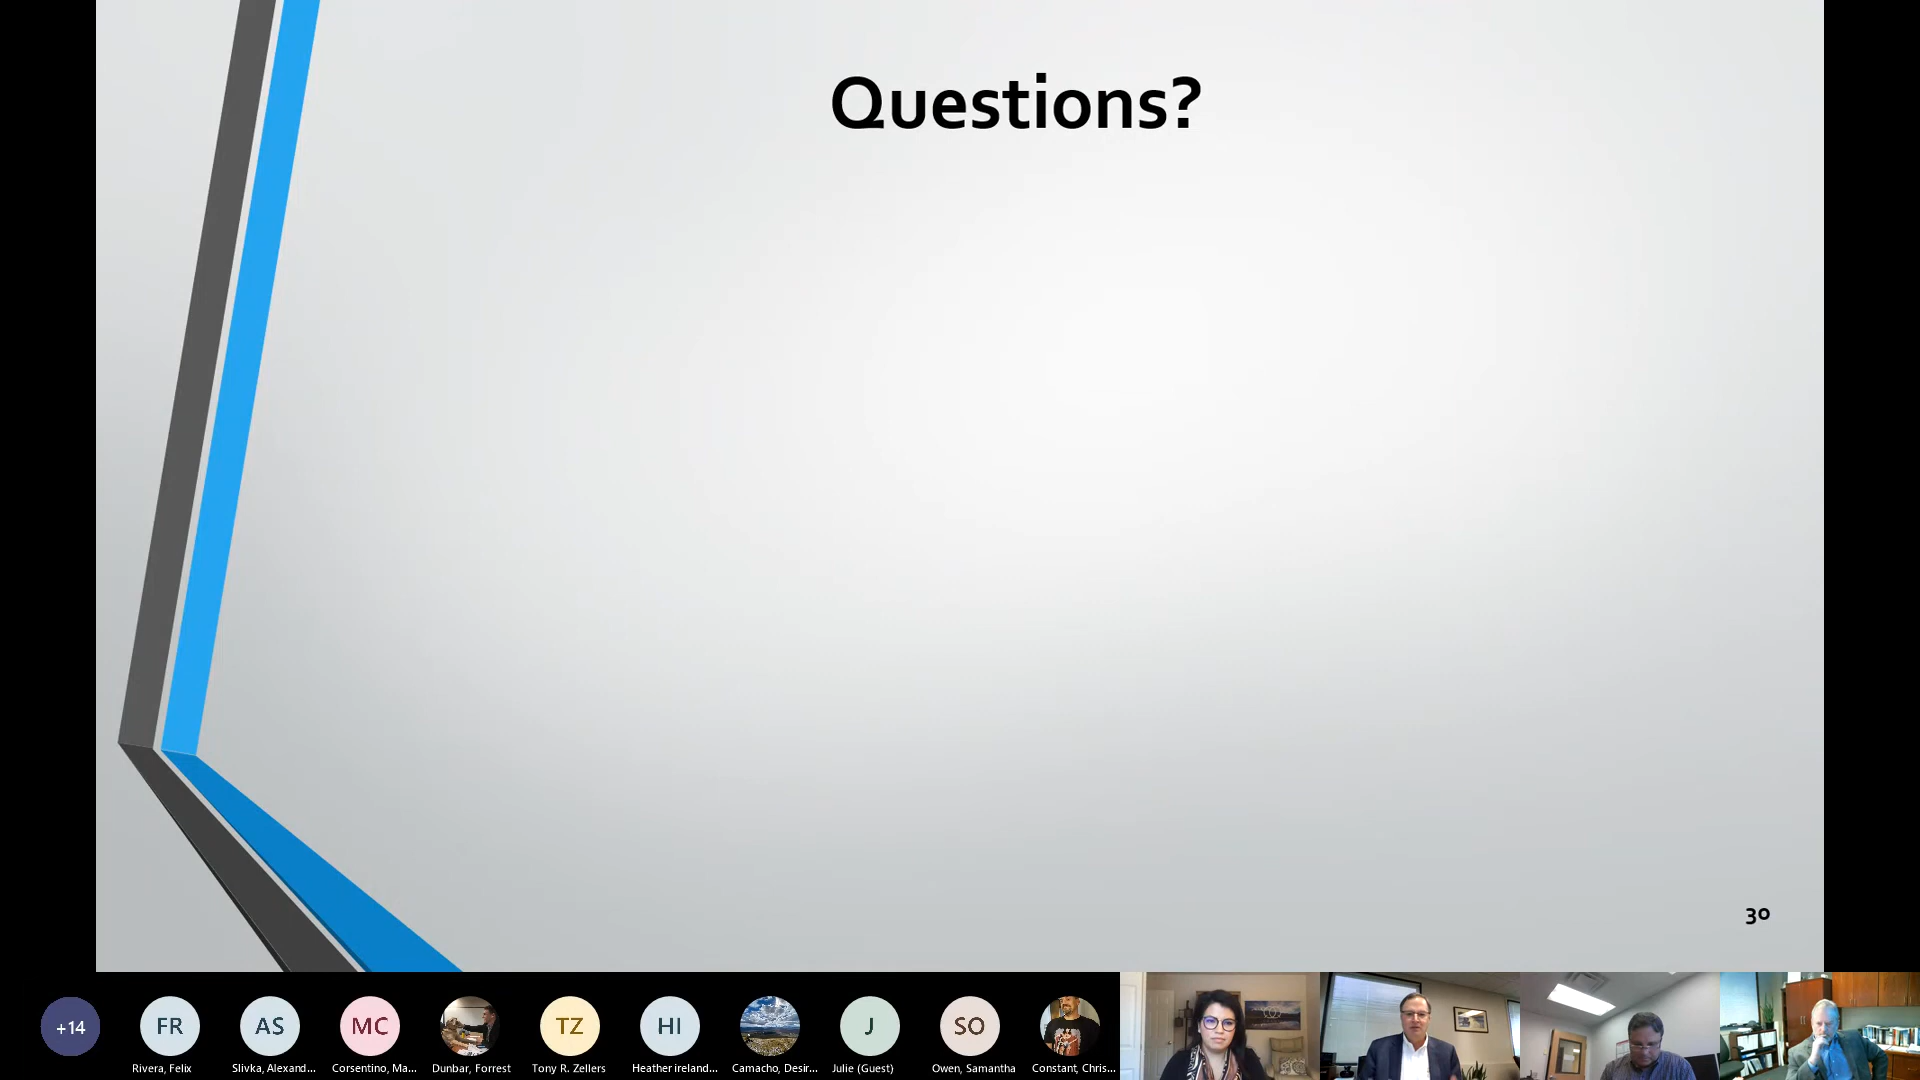 Questions?
30
+14
FR
AS
MC
TZ
HI
J
SO
Rivera, Felix
Slivka, Alexand...
Corsentino, Ma...
Dunbar, Forrest
Tony R. Zellers
Heather ireland...
Camacho, Desir...
Julie (Guest)
Owen, Samantha
Constant, Chris...